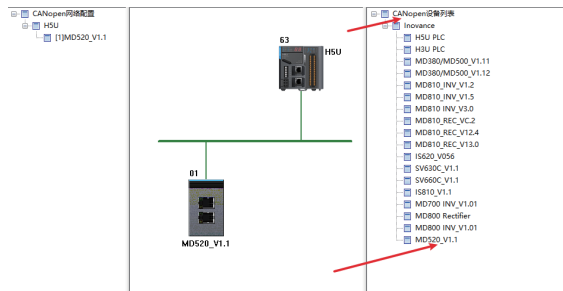 CANopen网络配置
H5U
[1]MD520_V1.1
63
H5U
01
MD520_V1.1
CANopen设备列表
Inovance
H5U PLC
H3U PLC
MD380/MD500_V1.11
MD380/MD500_V1.12
MD810_INV_V1.2
MD810_INV_V1.5
MD810 INV_V3.0
MD810_REC_VC.2
MD810_REC_V12.4
MD810_REC_V13.0
IS620_V056
SV630C_V1.1
SV660C_V1.1
IS810_V1.1
MD700 INV_V1.01
MD800 Rectifier
MD800 INV_V1.01
MD520_V1.1